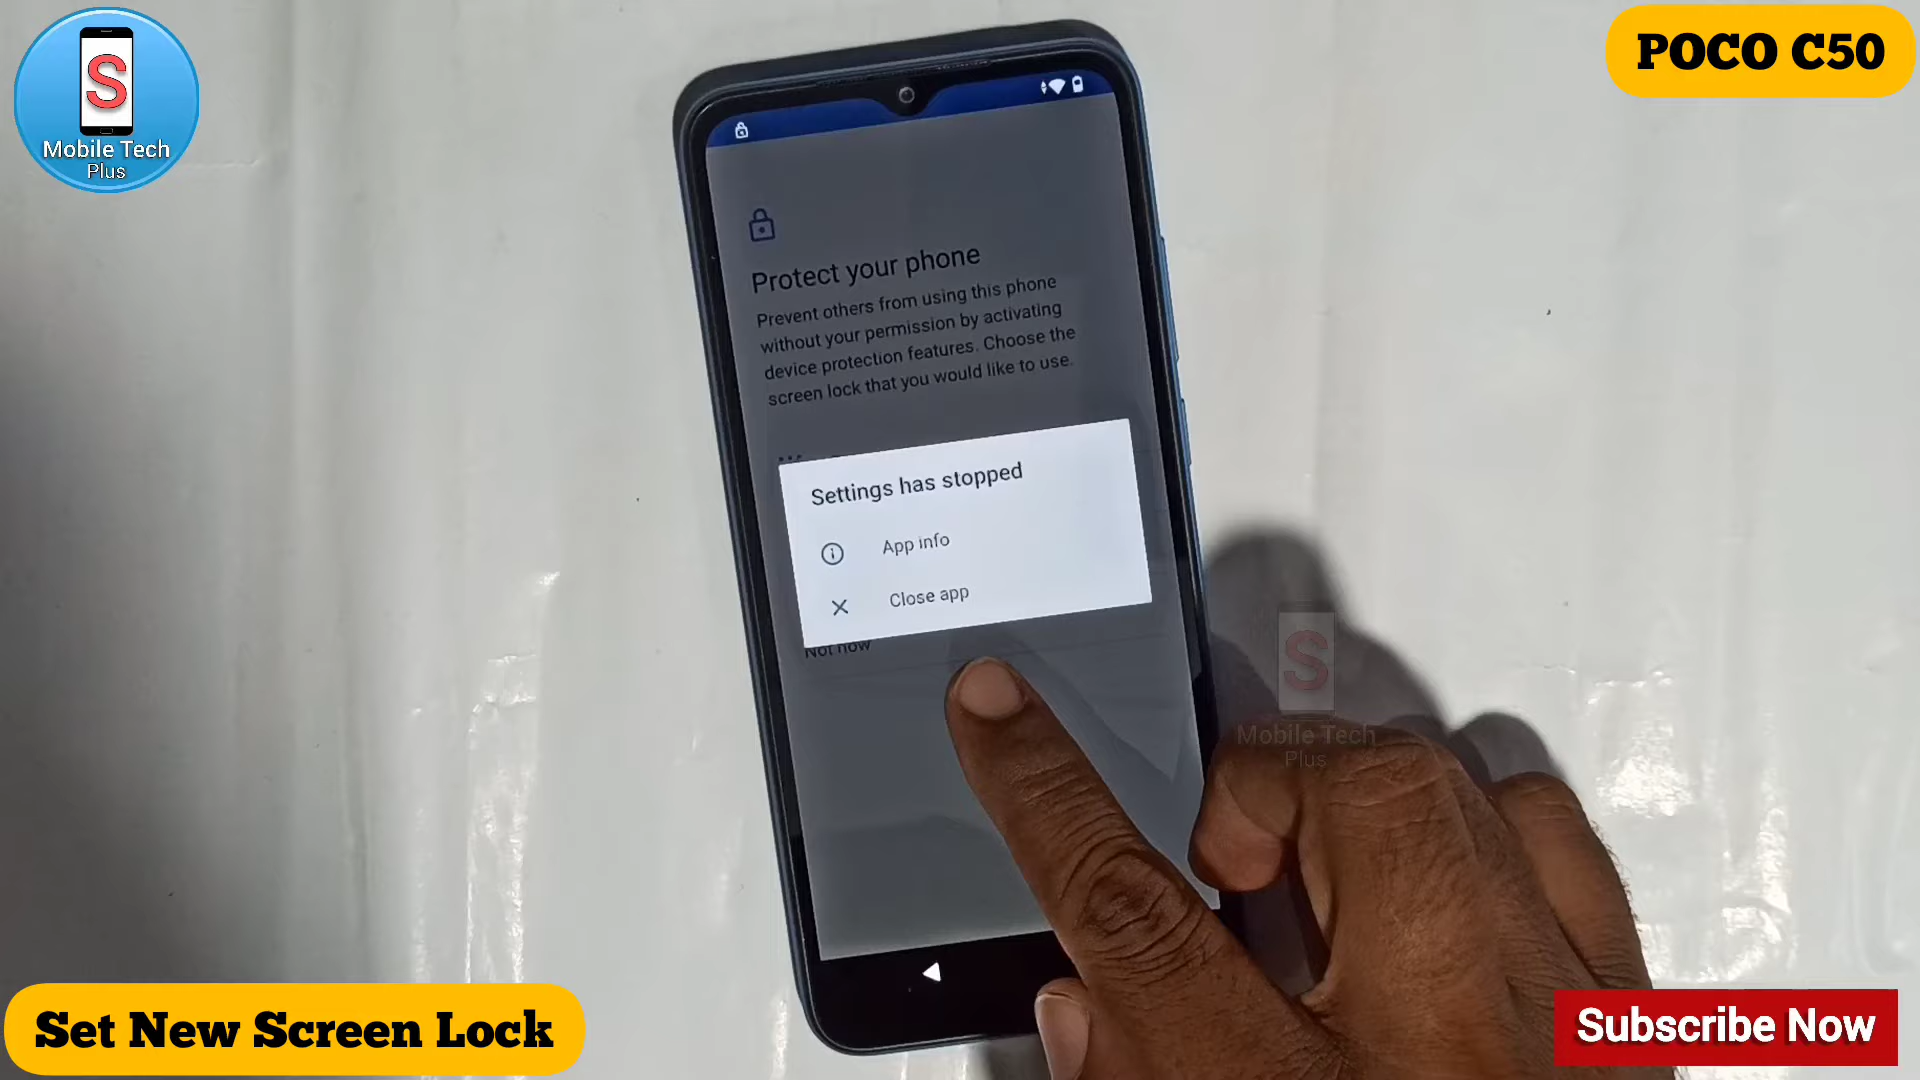 S
Mobile Tech
Plus
POCO C50
Protect your phone
Prevent others from using this phone
without your permission by activating
device protection features. Choose the
screen lock that you would like to use.
Settings has stopped
App info
Close app
Not now
S
Mobile Tech
Plus
Set New Screen Lock
Subscribe Now